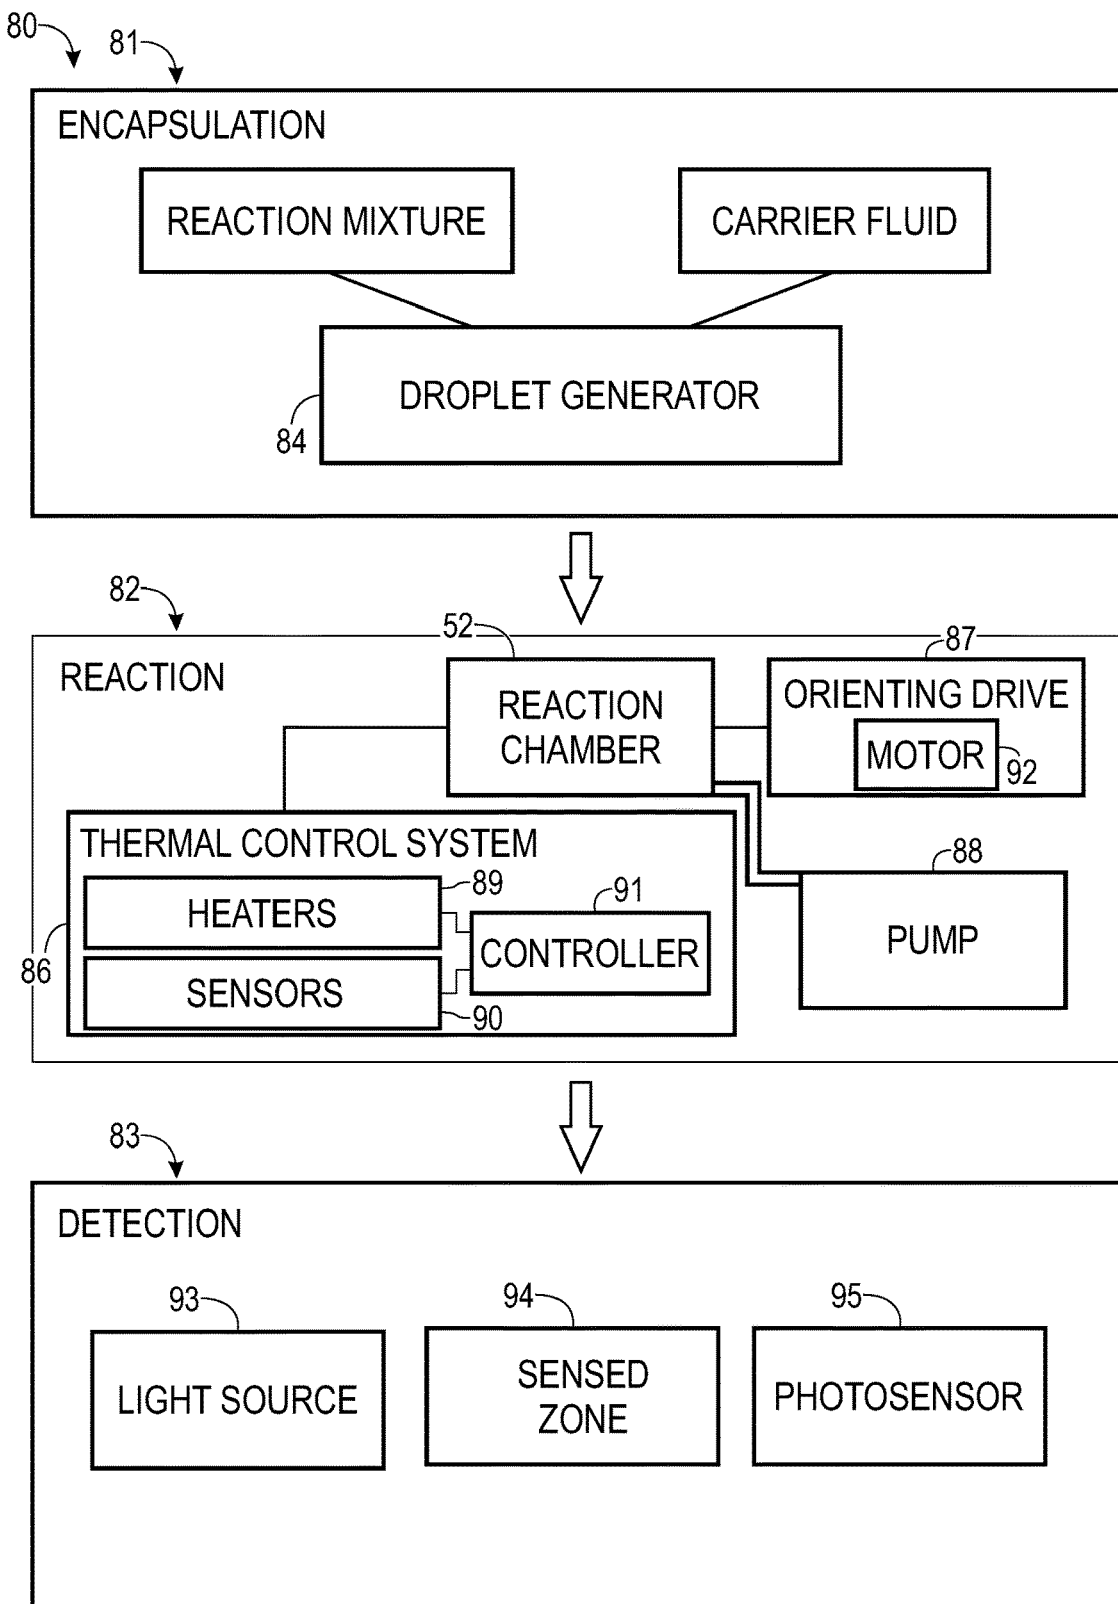 80
81
ENCAPSULATION
REACTION MIXTURE
CARRIER FLUID
DROPLET GENERATOR
84
82
52
87
REACTION
REACTION
CHAMBER
ORIENTING DRIVE
MOTOR
92
THERMAL CONTROL SYSTEM
88
89
HEATERS
91
CONTROLLER
PUMP
86
SENSORS
90
83
DETECTION
93
94
95
LIGHT SOURCE
SENSED
ZONE
PHOTOSENSOR